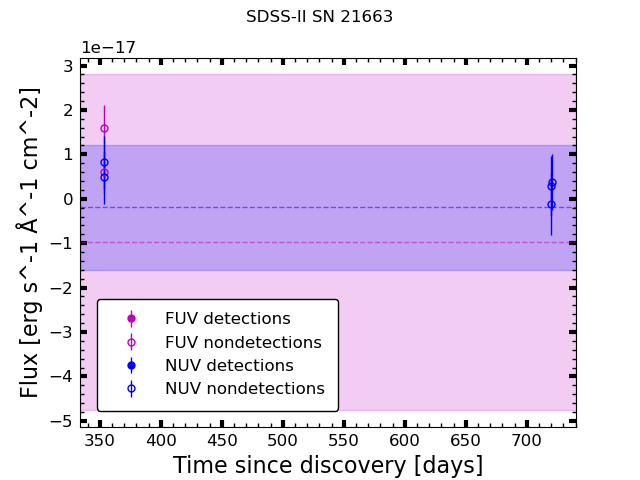 SDSS-II SN 21663
1e−17
3
2
1
0
−1
−2
−3
−4
−5
Flux [erg s^-1 Å^-1 cm^-2]
FUV detections
FUV nondetections
NUV detections
NUV nondetections
350 400 450 500 550 600 650 700
Time since discovery [days]